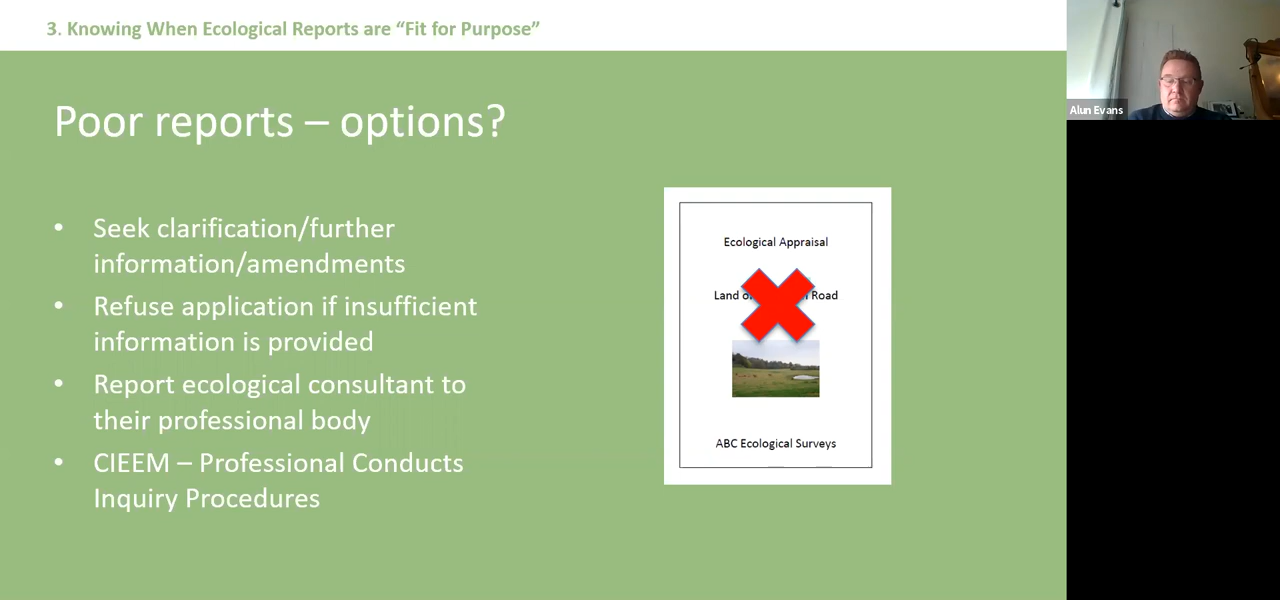 3. Knowing When Ecological Reports are “Fit for Purpose”
Alun Evans
Poor reports – options?
• Seek clarification/further
information/amendments
• Refuse application if insufficient
information is provided
• Report ecological consultant to
their professional body
• CIEEM – Professional Conducts
Inquiry Procedures
Ecological Appraisal
Land Road
ABC Ecological Surveys